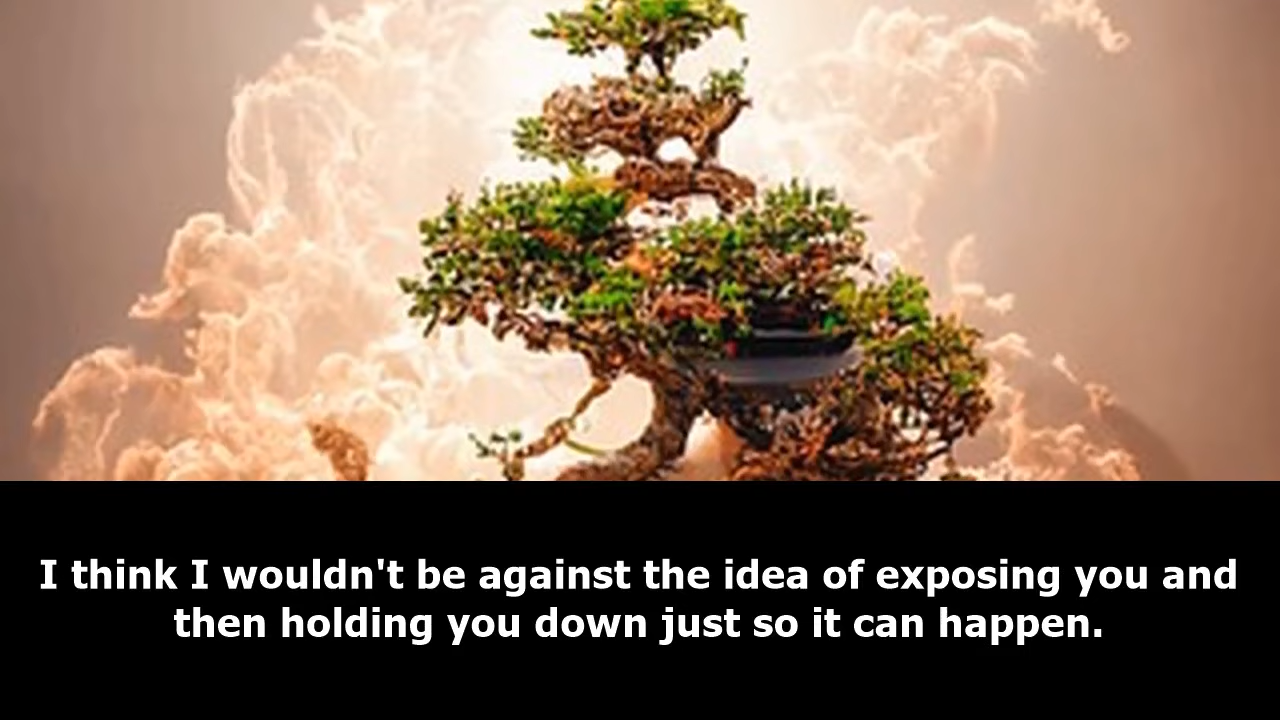 I think I wouldn't be against the idea of exposing you and
then holding you down just so it can happen.